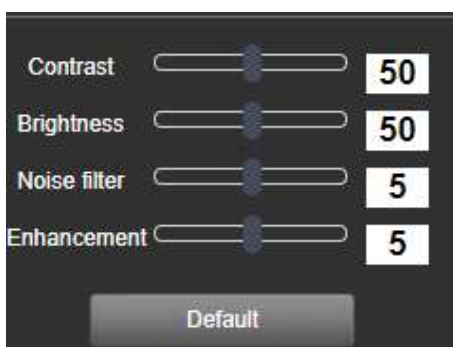 Contrast 50
Brightness 50
Noise filter 5
Enhancement 5
Default